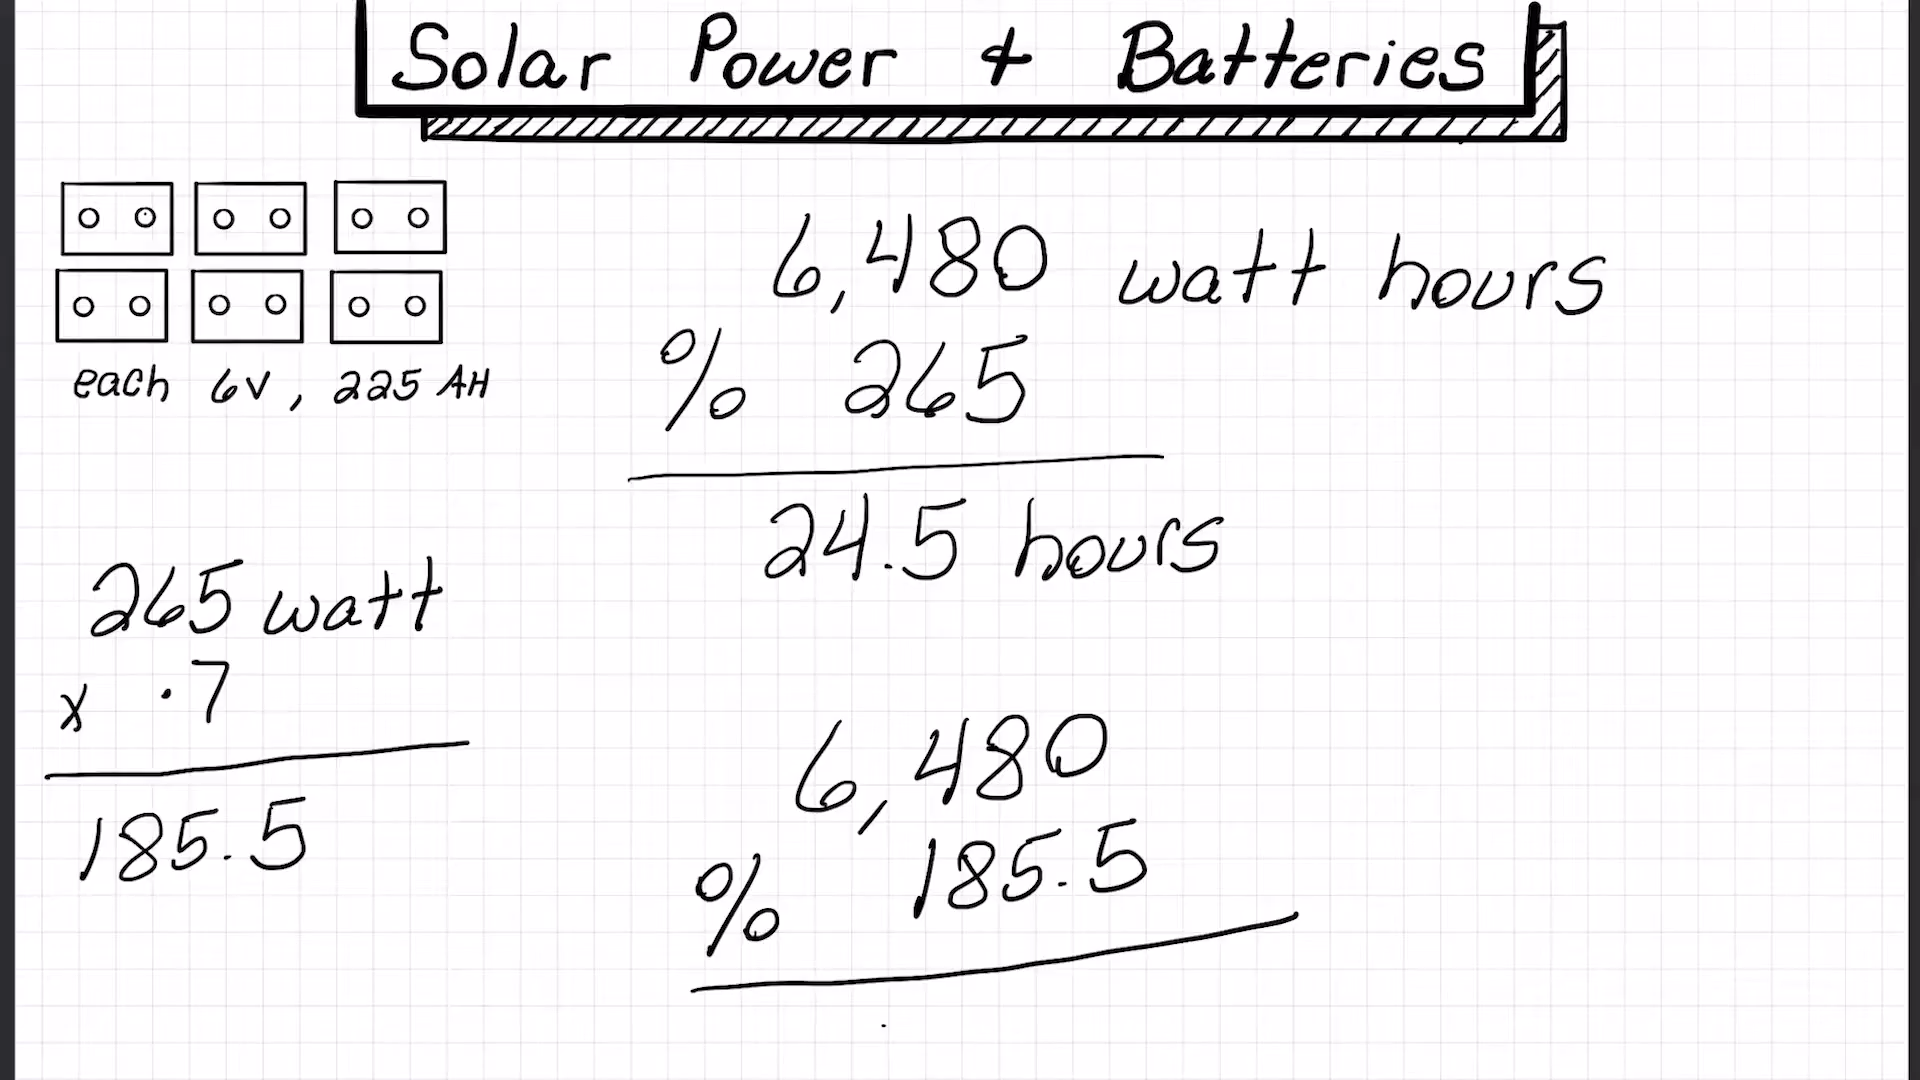 Solar Power & Batteries
each 6V, 225 AH
6,480 watt hours
% 265
24.5 hours
265 watt
x .7
185.5
6,480
% 185.5